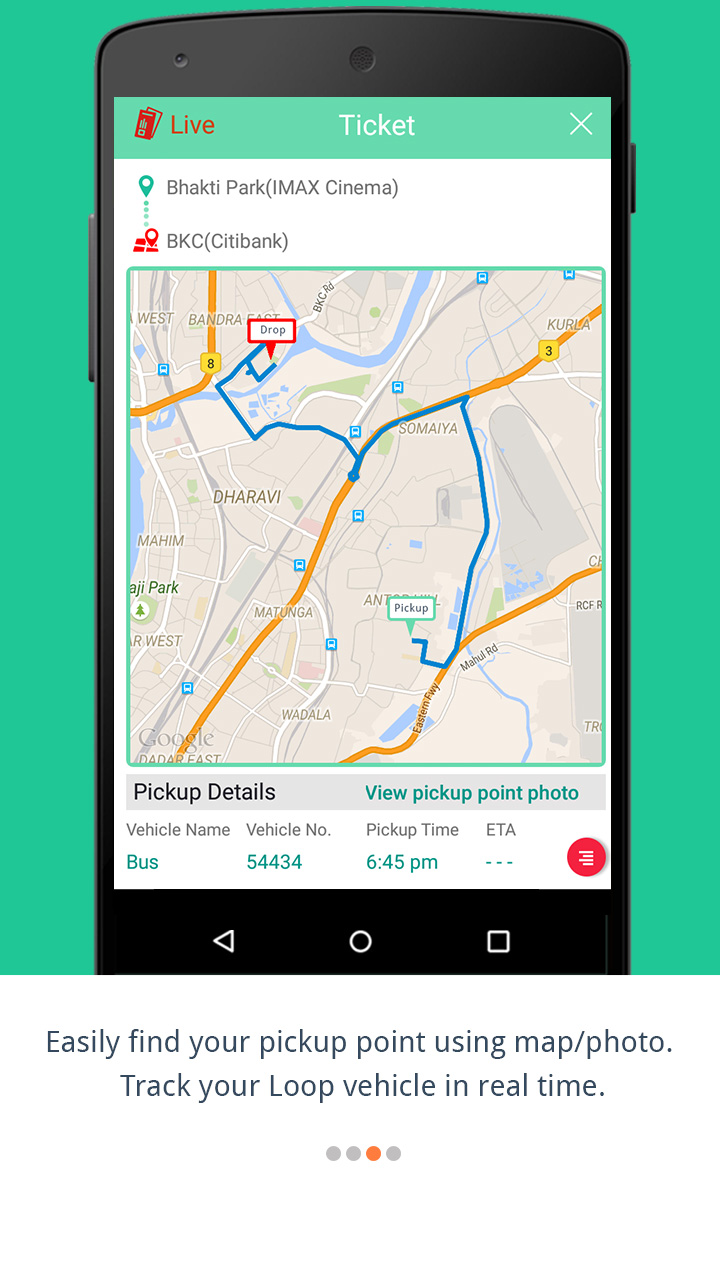 Live
Ticket
Bhakti Park(IMAX Cinema)
BKC(Citibank)
WEST
BANDRA EAST
BKC Rd
KURLA
Drop
8
3
SOMAIYA
DHARAVI
MAHIM
aji Park
ANTOP HILL
Pickup
MATUNGA
RCF R
AR WEST
Mahul Rd
Eastern Fwy
WADALA
TRO
Google
DADAR EAST
Pickup Details
View pickup point photo
Vehicle Name Vehicle No. Pickup Time ETA
Bus 54434 6:45 pm - - -
Easily find your pickup point using map/photo.
Track your Loop vehicle in real time.